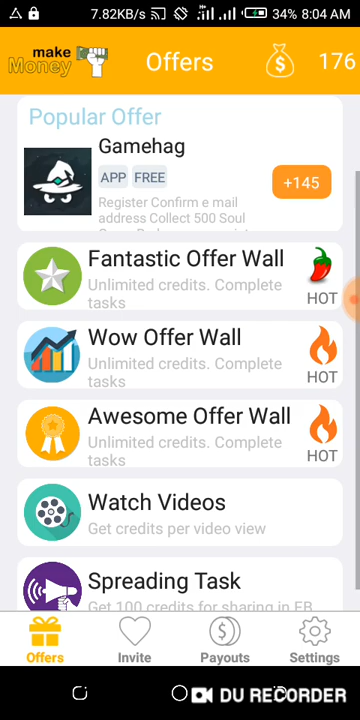 7.82KB/s 34% 8:04 AM
make
Money
Offers
176
Popular Offer
Gamehag
APP FREE
+145
Register Confirm e mail
address Collect 500 Soul
Fantastic Offer Wall
Unlimited credits. Complete
tasks
HOT
Wow Offer Wall
Unlimited credits. Complete
tasks
HOT
Awesome Offer Wall
Unlimited credits. Complete
tasks
HOT
Watch Videos
Get credits per video view
Spreading Task
Get 100 credits for sharing in FB
Offers Invite Payouts Settings
DU RECORDER